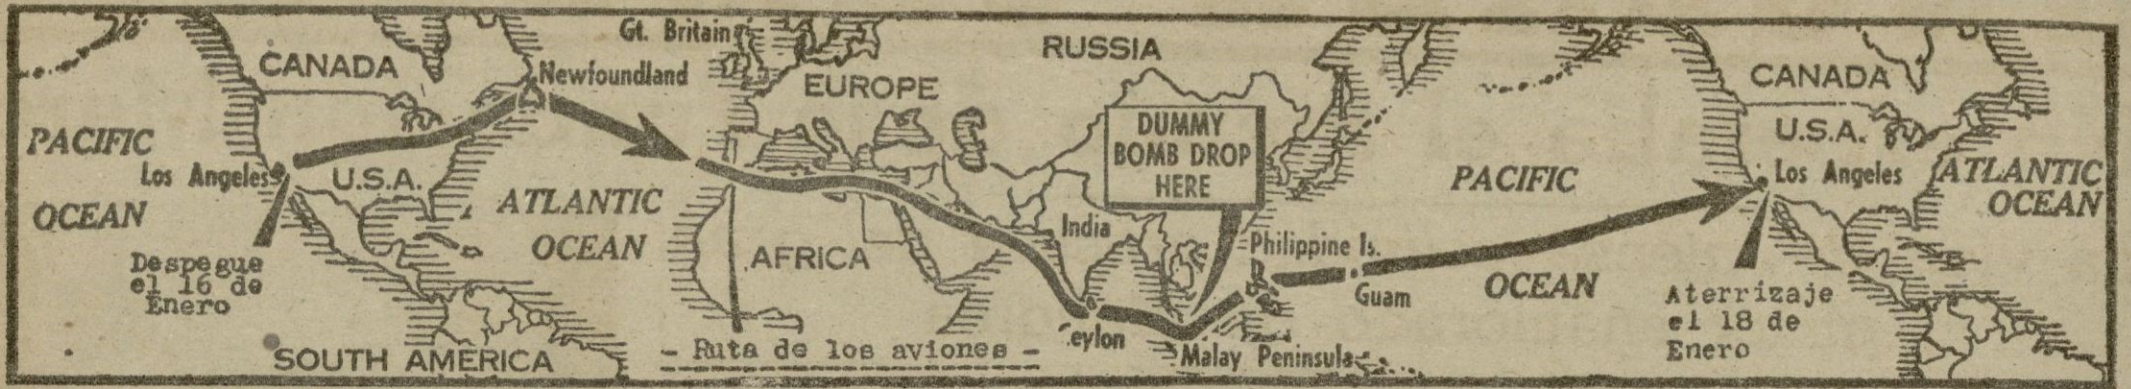 Gt. Britain
CANADA
Newfoundland
RUSSIA
EUROPE
CANADA
DUMMY
BOMB DROP
HERE
U.S.A.
PACIFIC
OCEAN
Los Angeles
U.S.A.
ATLANTIC
OCEAN
PACIFIC
OCEAN
Los Angeles
ATLANTIC
OCEAN
India
AFRICA
Philippine Is.
Guam
Despegue
el 16 de
Enero
Aterrizaje
el 18 de
Enero
SOUTH AMERICA
- Ruta de los aviones -
Ceylon
Malay Peninsula